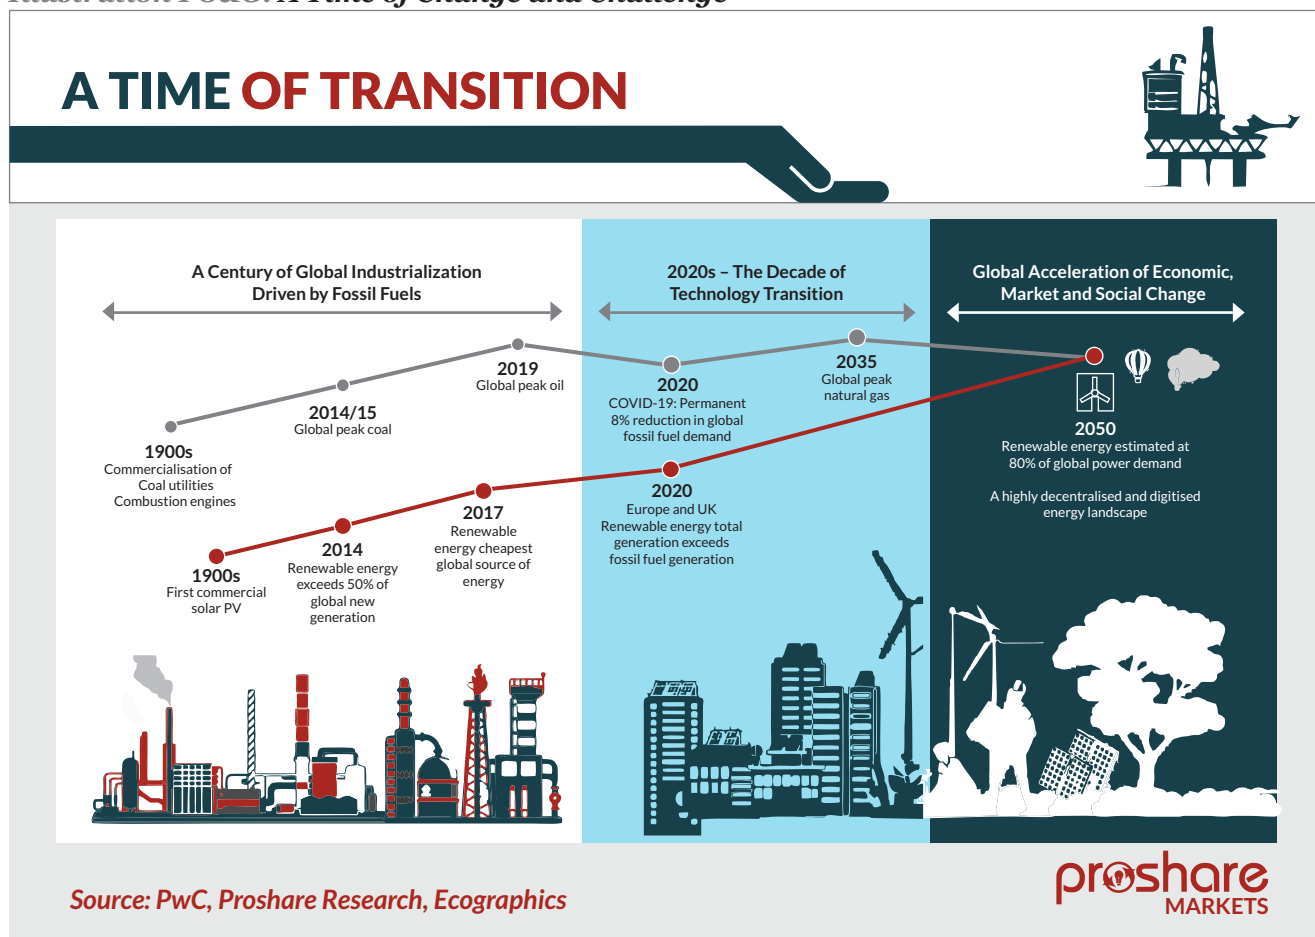 A Time of Change and Challenge
A TIME OF TRANSITION
A Century of Global Industrialization
Driven by Fossil Fuels
2020s – The Decade of
Technology Transition
Global Acceleration of Economic,
Market and Social Change
2019
Global peak oil
2014/15
Global peak coal
1900s
Commercialisation of
Coal utilities
Combustion engines
2020
COVID-19: Permanent
8% reduction in global
fossil fuel demand
2035
Global peak
natural gas
2050
Renewable energy estimated at
80% of global power demand
A highly decentralised and digitised
energy landscape
1900s
First commercial
solar PV
2014
Renewable energy
exceeds 50% of
global new
generation
2017
Renewable
energy cheapest
global source of
energy
2020
Europe and UK
Renewable energy total
generation exceeds
fossil fuel generation
Source: PwC, Proshare Research, Ecographics
proshare
MARKETS